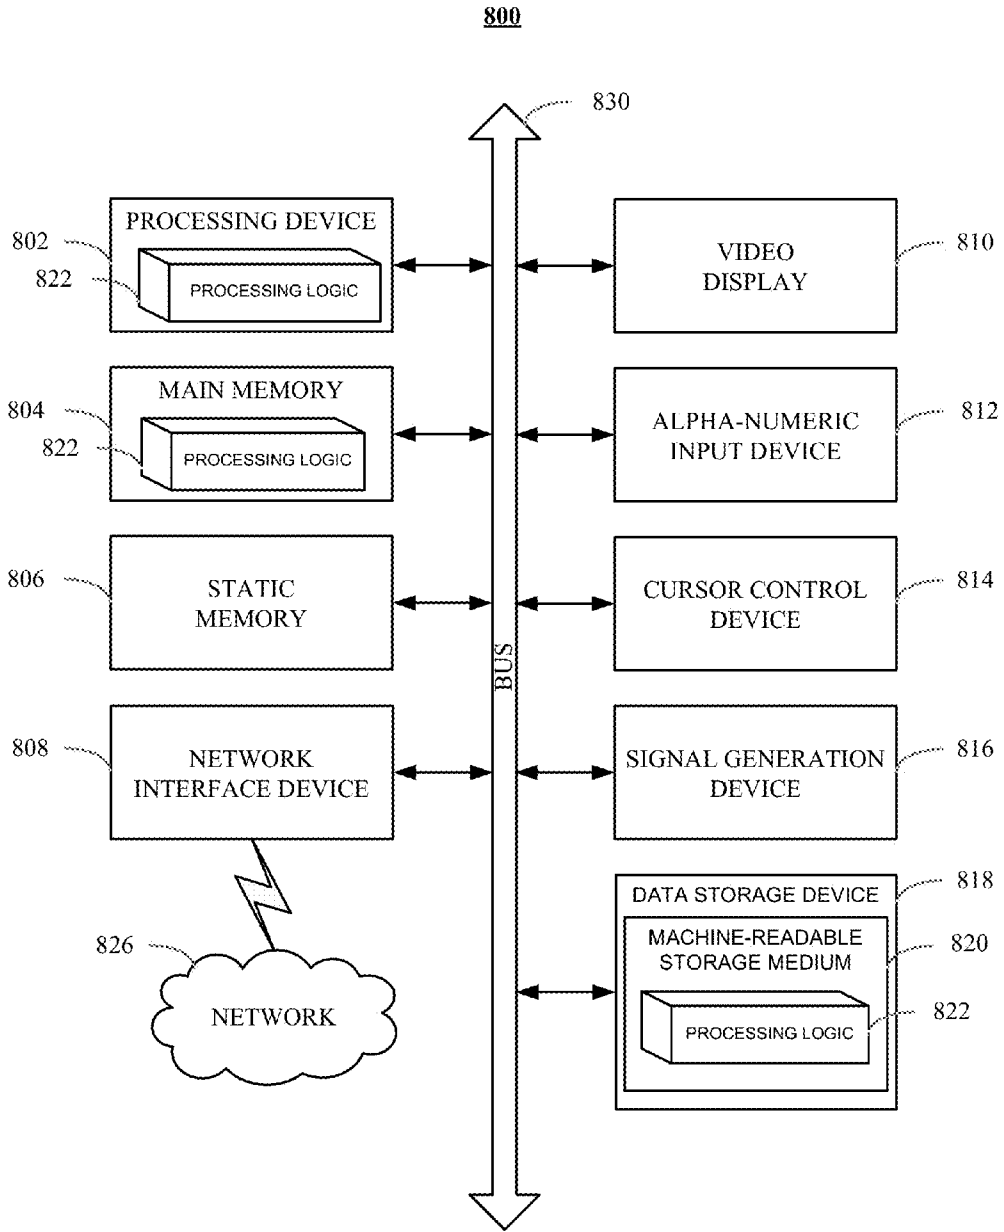 800
830
PROCESSING DEVICE
802
822
PROCESSING LOGIC
MAIN MEMORY
804
822
PROCESSING LOGIC
806
STATIC
MEMORY
808
NETWORK
INTERFACE DEVICE
826
NETWORK
BUS
VIDEO
DISPLAY
810
ALPHA-NUMERIC
INPUT DEVICE
812
CURSOR CONTROL
DEVICE
814
SIGNAL GENERATION
DEVICE
816
DATA STORAGE DEVICE
818
MACHINE-READABLE
STORAGE MEDIUM
820
PROCESSING LOGIC
822